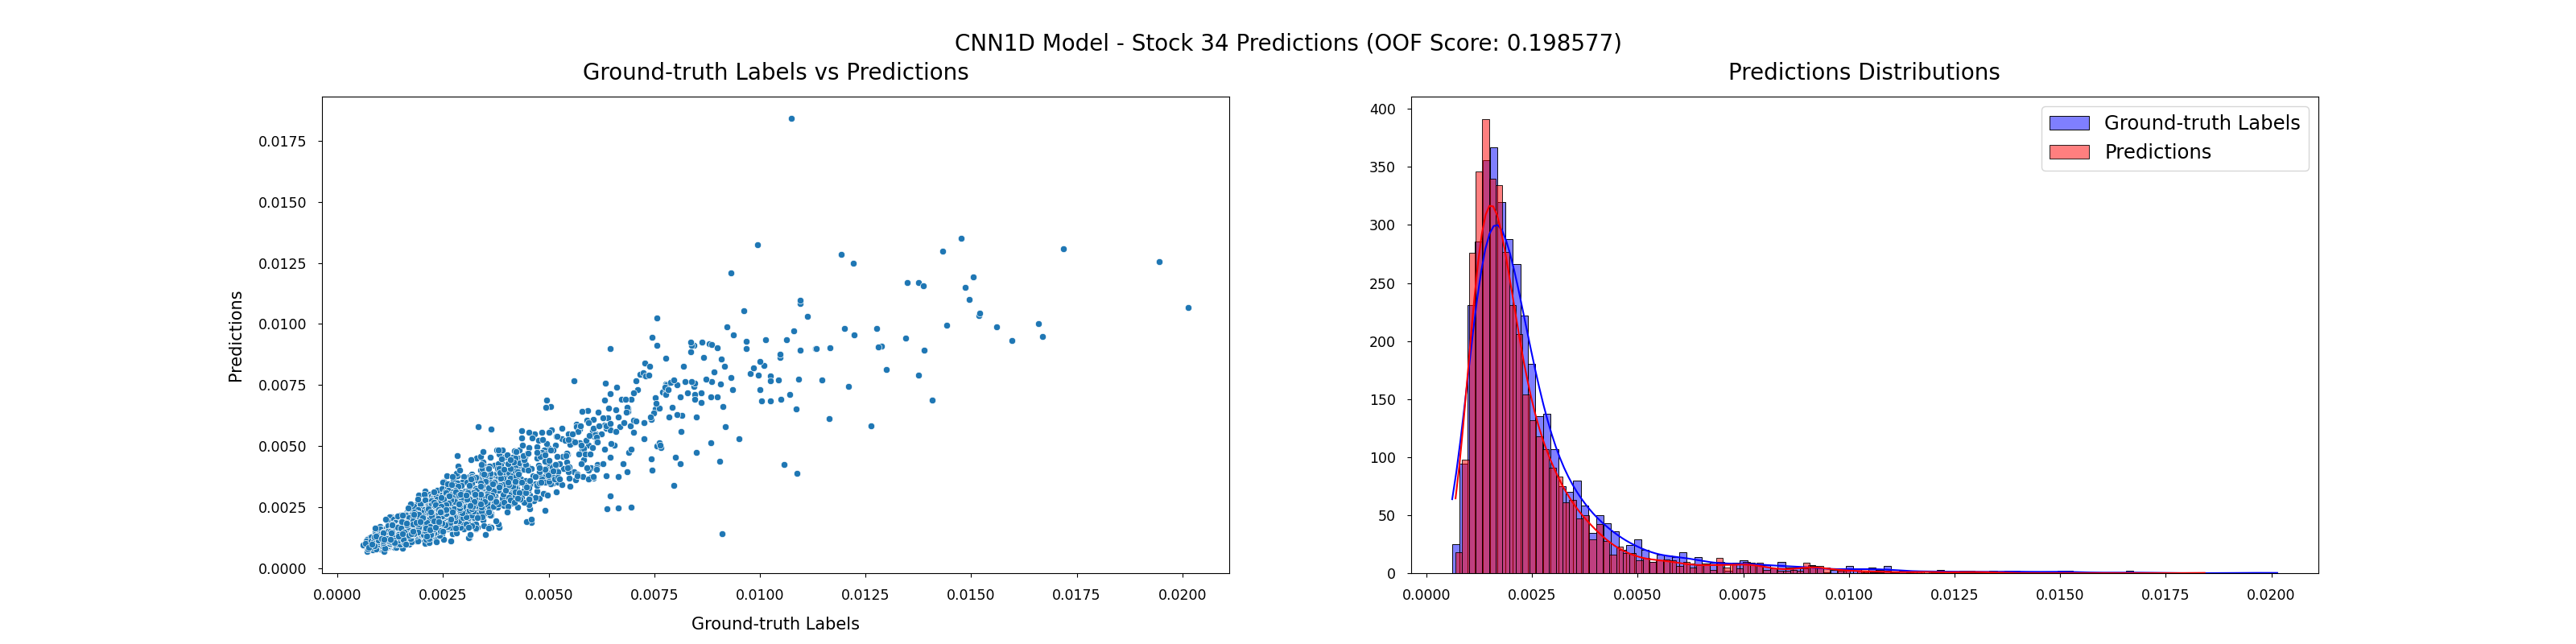 CNN1D Model - Stock 34 Predictions (OOF Score: 0.198577)
Ground-truth Labels vs Predictions
0.0175
0.0150
0.0125
0.0100
0.0075
0.0050
0.0025
0.0000
Predictions
0.0000 0.0025 0.0050 0.0075 0.0100 0.0125 0.0150 0.0175 0.0200
Ground-truth Labels
Predictions Distributions
400
350
300
250
200
150
100
50
0
Ground-truth Labels
Predictions
0.0000 0.0025 0.0050 0.0075 0.0100 0.0125 0.0150 0.0175 0.0200